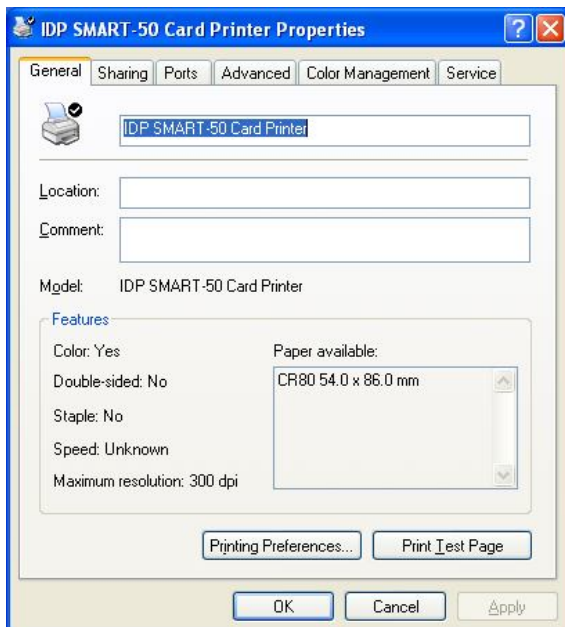 IDP SMART-50 Card Printer Properties
?
General Sharing Ports Advanced Color Management Service
IDP SMART-50 Card Printer
Location:
Comment:
Model: IDP SMART-50 Card Printer
Features
Color: Yes Paper available:
Double-sided: No CR80 54.0 x 86.0 mm
Staple: No
Speed: Unknown
Maximum resolution: 300 dpi
Printing Preferences... Print Test Page
OK Cancel Apply